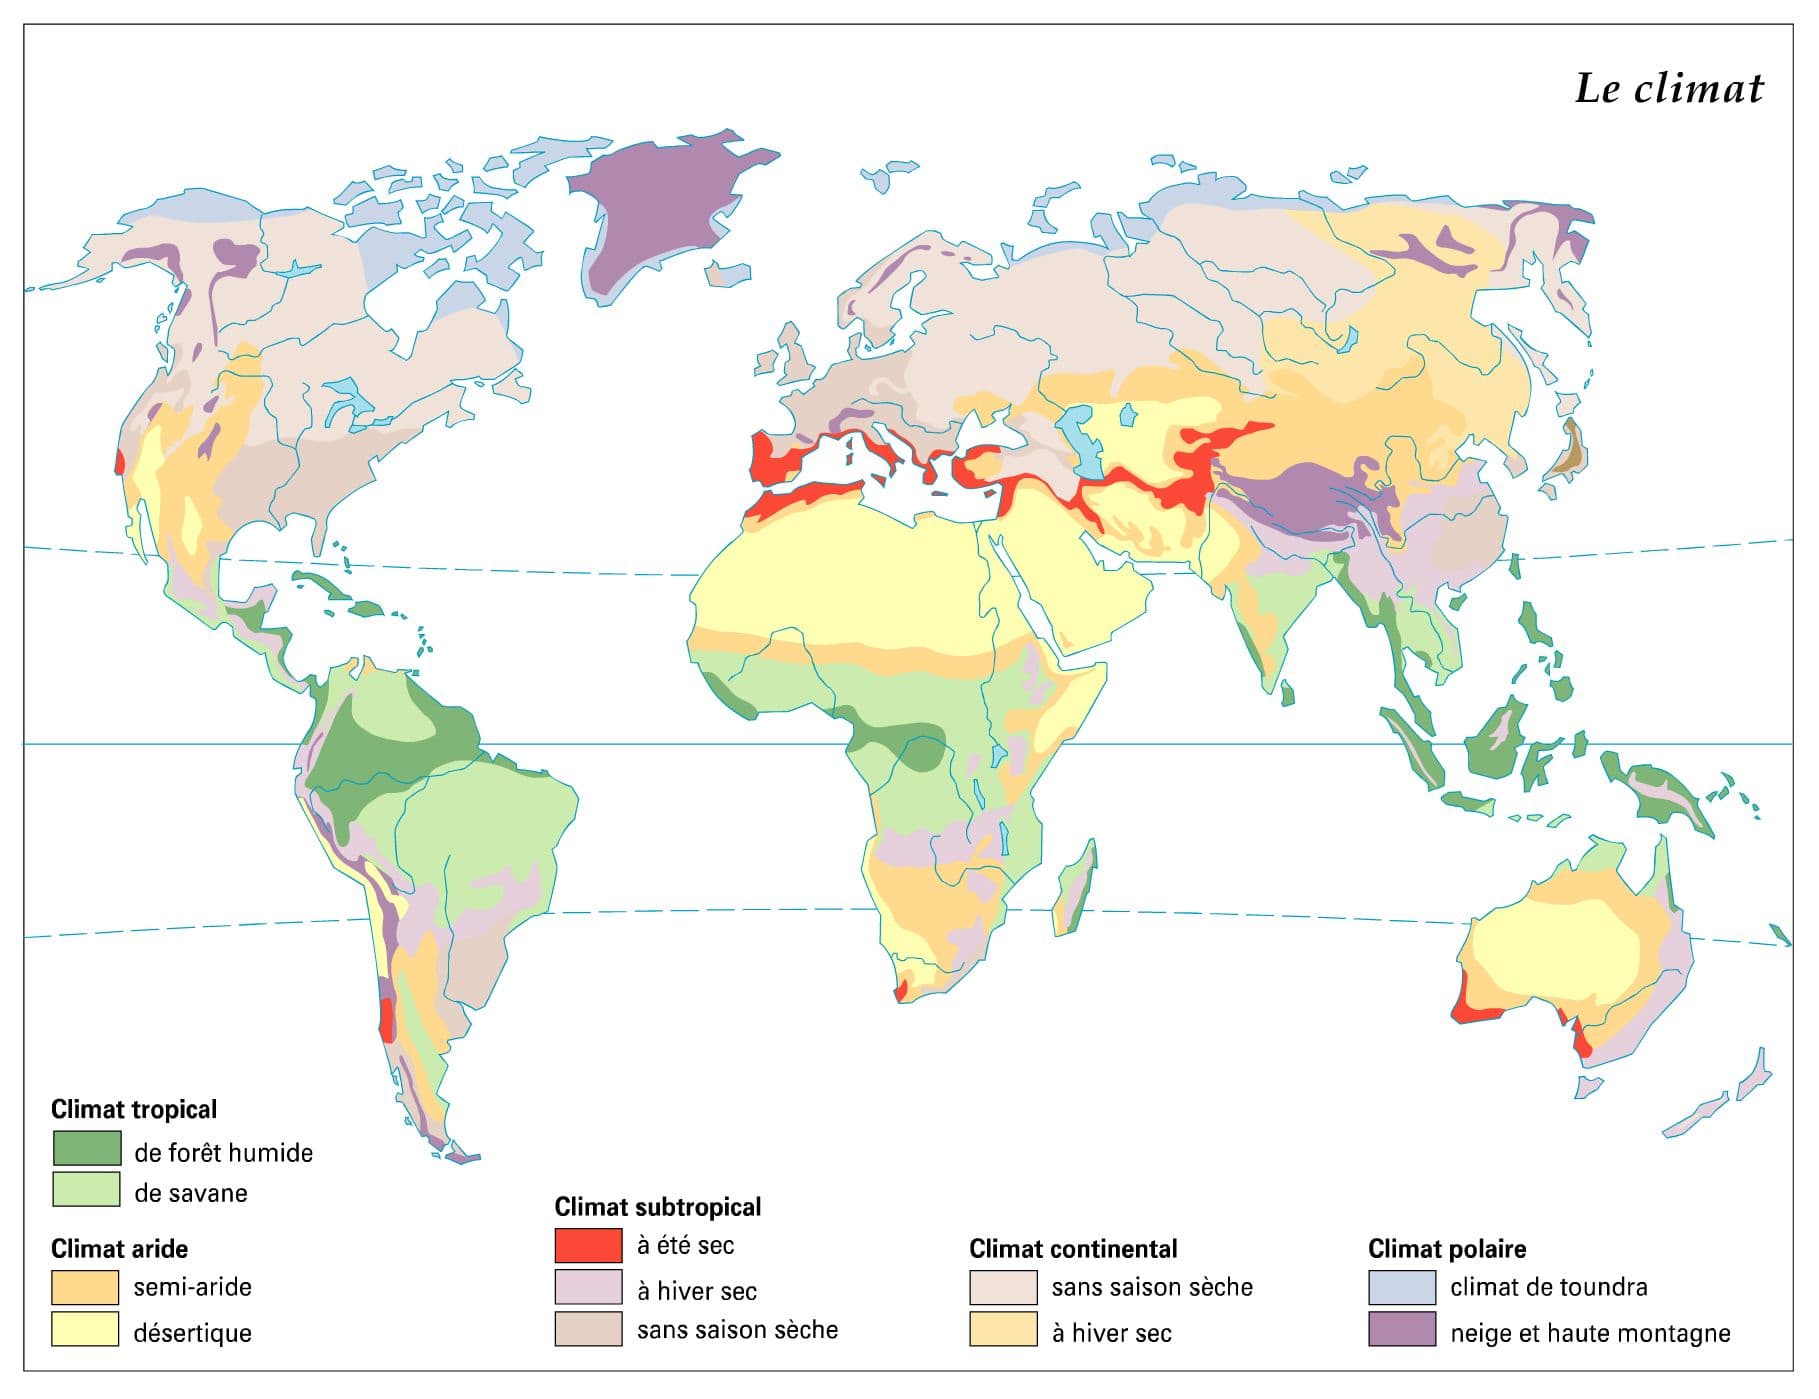 Le climat
Climat tropical
de forêt humide
de savane
Climat aride
semi-aride
désertique
Climat subtropical
à été sec
à hiver sec
sans saison sèche
Climat continental
sans saison sèche
à hiver sec
Climat polaire
climat de toundra
neige et haute montagne